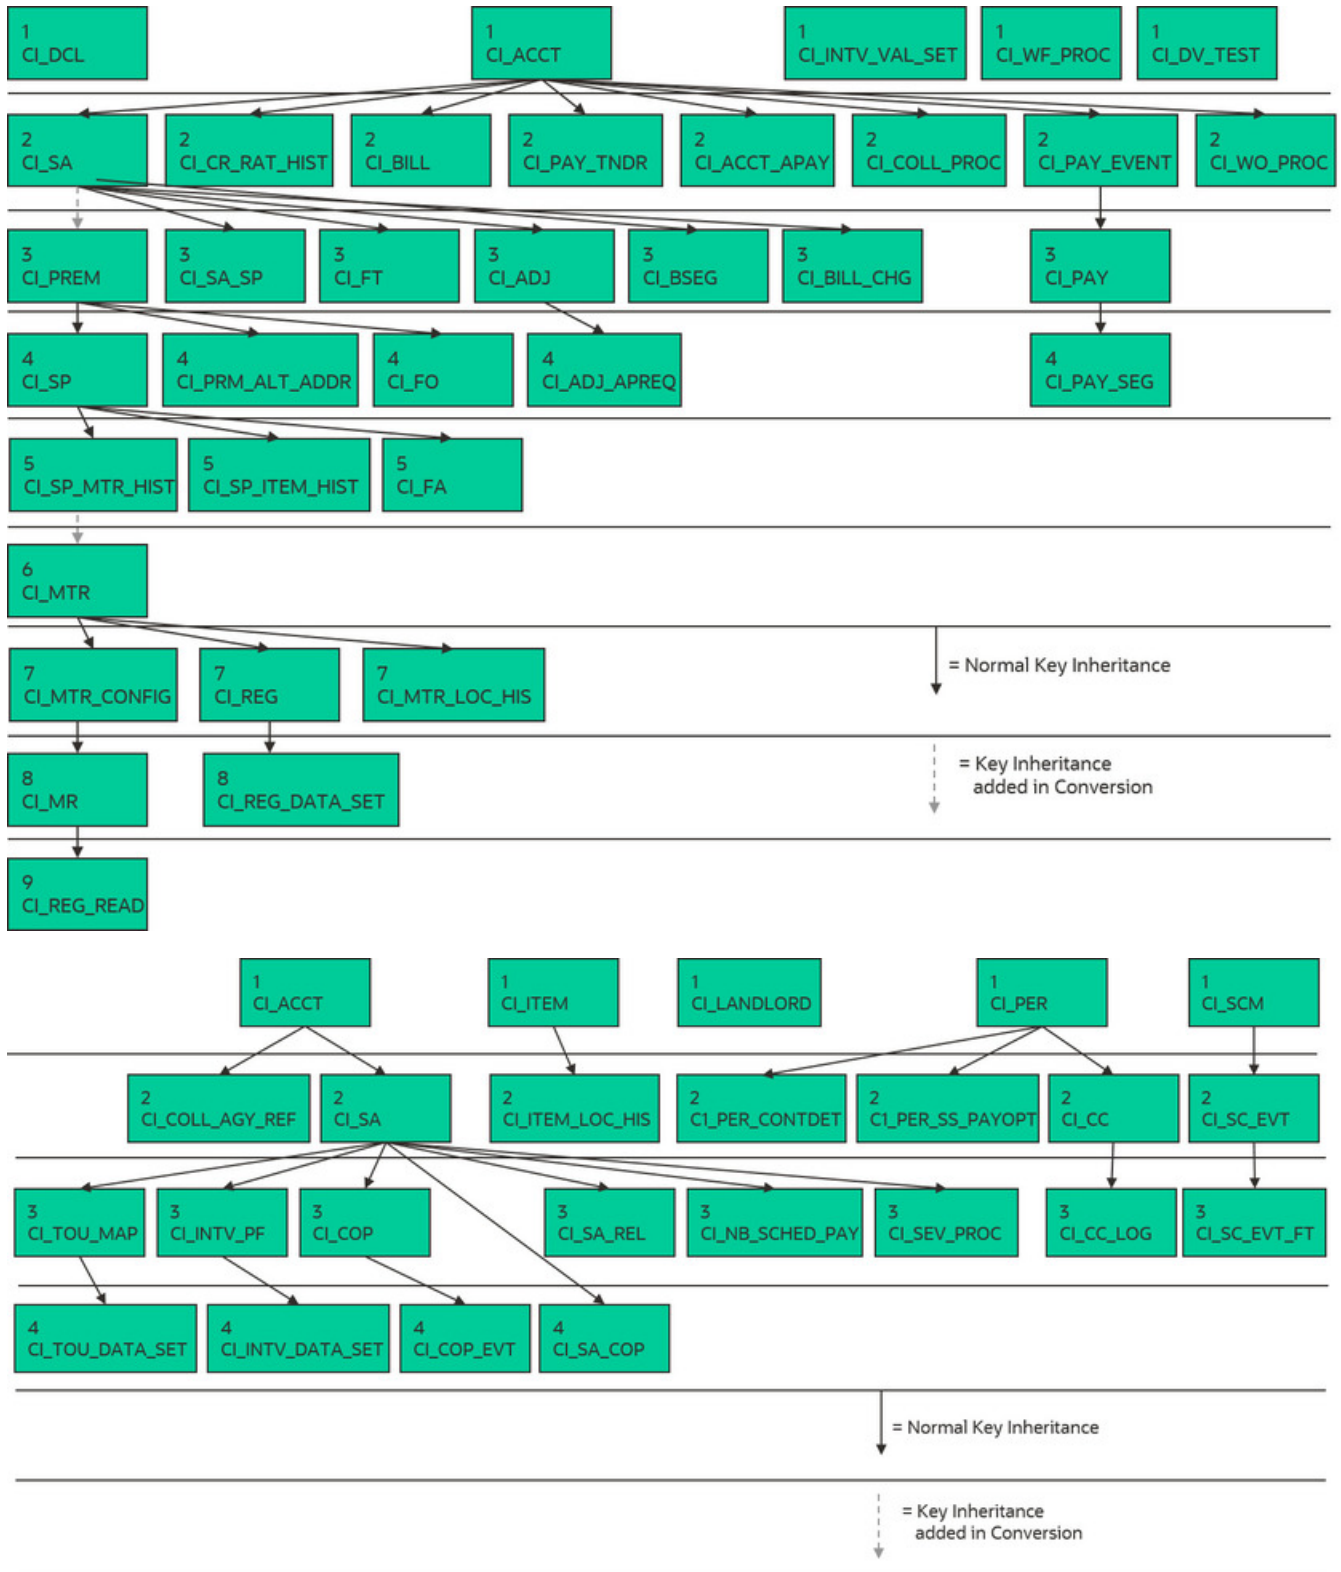 1
CI_DCL
1
CI_ACCT
1
CI_INTV_VAL_SET
1
CI_WF_PROC
1
CI_DV_TEST
2
CI_SA
2
CI_CR_RAT_HIST
2
CI_BILL
2
CI_PAY_TNDR
2
CI_ACCT_APAY
2
CI_COLL_PROC
2
CI_PAY_EVENT
2
CI_WO_PROC
3
CI_PREM
3
CI_SA_SP
3
CI_FT
3
CI_ADJ
3
CI_BSEG
3
CI_BILL_CHG
3
CI_PAY
4
CI_SP
4
CI_PRM_ALT_ADDR
4
CI_FO
4
CI_ADJ_APREQ
4
CI_PAY_SEG
5
CI_SP_MTR_HIST
5
CI_SP_ITEM_HIST
5
CI_FA
6
CI_MTR
7
CI_MTR_CONFIG
7
CI_REG
7
CI_MTR_LOC_HIS
= Normal Key Inheritance
8
CI_MR
8
CI_REG_DATA_SET
= Key Inheritance
added in Conversion
9
CI_REG_READ
1
CI_ACCT
1
CI_ITEM
1
CI_LANDLORD
1
CI_PER
1
CI_SCM
2
CI_COLL_AGY_REF
2
CI_SA
2
CI_ITEM_LOC_HIS
2
C1_PER_CONTDET
2
C1_PER_SS_PAYOPT
2
CI_CC
2
CI_SC_EVT
3
CI_TOU_MAP
3
CI_INTV_PF
3
CI_COP
3
CI_SA_REL
3
CI_NB_SCHED_PAY
3
CI_SEV_PROC
3
CI_CC_LOG
3
CI_SC_EVT_FT
4
CI_TOU_DATA_SET
4
CI_INTV_DATA_SET
4
CI_COP_EVT
4
CI_SA_COP
= Normal Key Inheritance
= Key Inheritance
added in Conversion